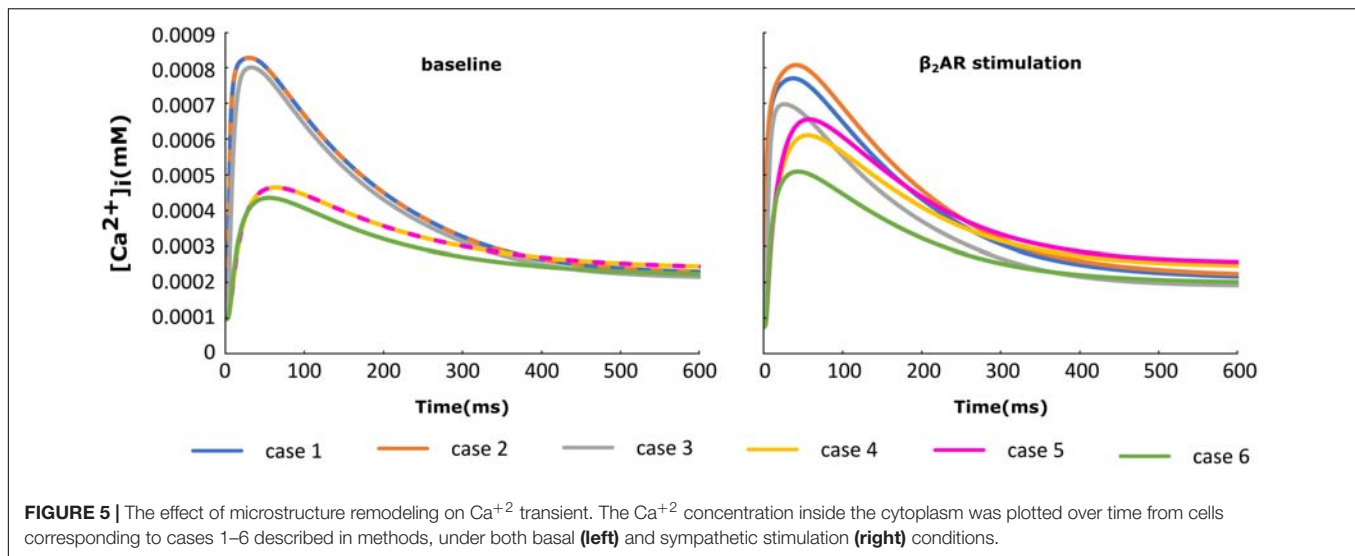 baseline
β₂AR stimulation
[Ca²⁺]ᵢ(mM)
0.0009
0.0008
0.0007
0.0006
0.0005
0.0004
0.0003
0.0002
0.0001
0
0 100 200 300 400 500 600
Time(ms)
0 100 200 300 400 500 600
Time(ms)
case 1 case 2 case 3 case 4 case 5 case 6
FIGURE 5 | The effect of microstructure remodeling on Ca⁺² transient. The Ca⁺² concentration inside the cytoplasm was plotted over time from cells
corresponding to cases 1–6 described in methods, under both basal (left) and sympathetic stimulation (right) conditions.